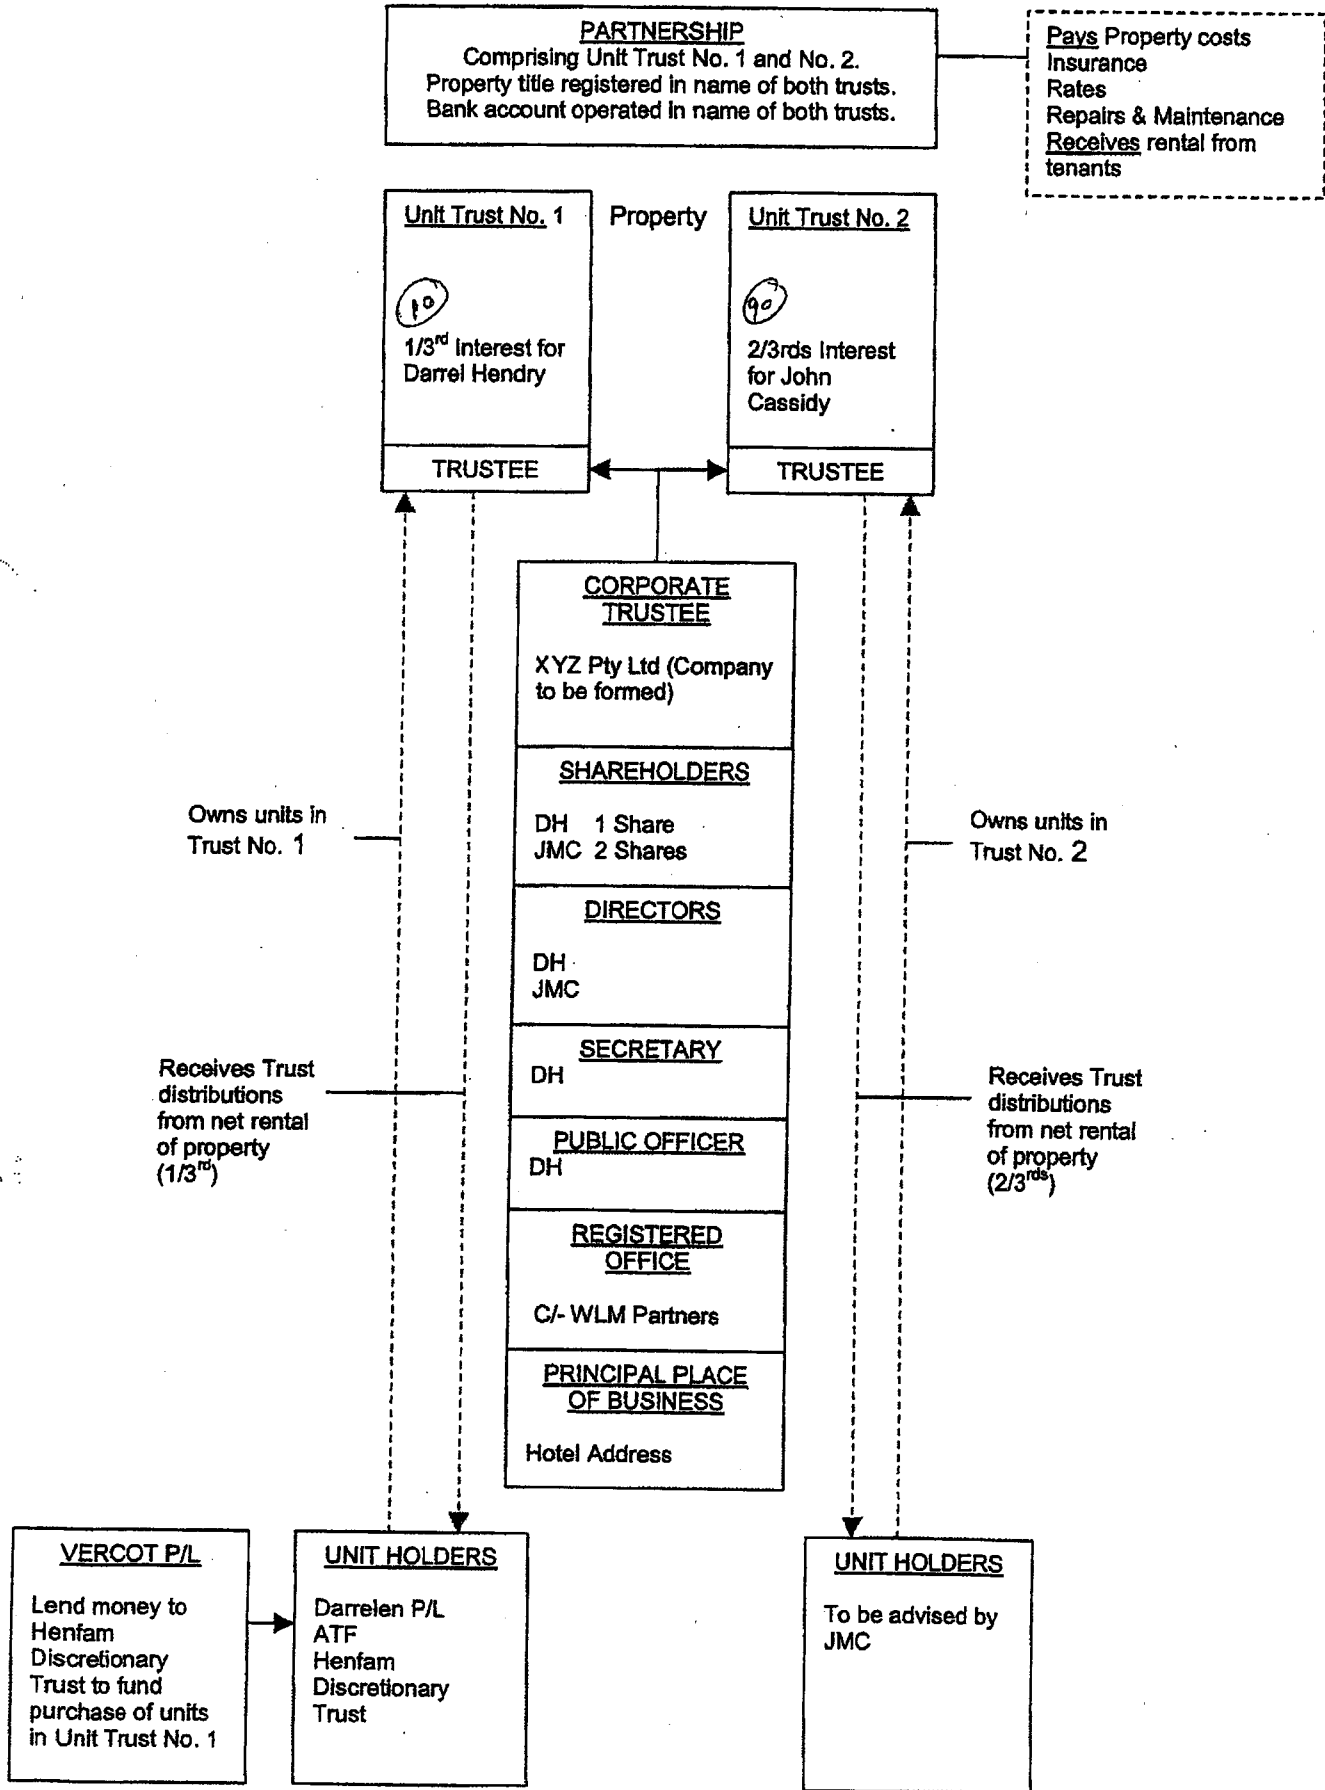 PARTNERSHIP
Comprising Unit Trust No. 1 and No. 2.
Property title registered in name of both trusts.
Bank account operated in name of both trusts.
Pays Property costs
Insurance
Rates
Repairs & Maintenance
Receives rental from
tenants
Unit Trust No. 1
10
1/3rd Interest for
Darrel Hendry
TRUSTEE
Property
Unit Trust No. 2
90
2/3rds Interest
for John
Cassidy
TRUSTEE
CORPORATE
TRUSTEE
XYZ Pty Ltd (Company
to be formed)
SHAREHOLDERS
DH 1 Share
JMC 2 Shares
DIRECTORS
DH
JMC
SECRETARY
DH
PUBLIC OFFICER
DH
REGISTERED
OFFICE
C/- WLM Partners
PRINCIPAL PLACE
OF BUSINESS
Hotel Address
Owns units in
Trust No. 1
Owns units in
Trust No. 2
Receives Trust
distributions
from net rental
of property
(1/3rd)
Receives Trust
distributions
from net rental
of property
(2/3rds)
VERCOT P/L
Lend money to
Henfam
Discretionary
Trust to fund
purchase of units
in Unit Trust No. 1
UNIT HOLDERS
Darrelen P/L
ATF
Henfam
Discretionary
Trust
UNIT HOLDERS
To be advised by
JMC